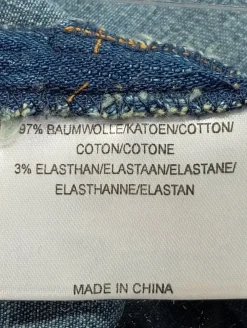 97% BAUMWOLLE/KATOEN/COTTON/
COTON/COTONE
3% ELASTHAN/ELASTAAN/ELASTANE/
ELASTHANNE/ELASTAN
MADE IN CHINA